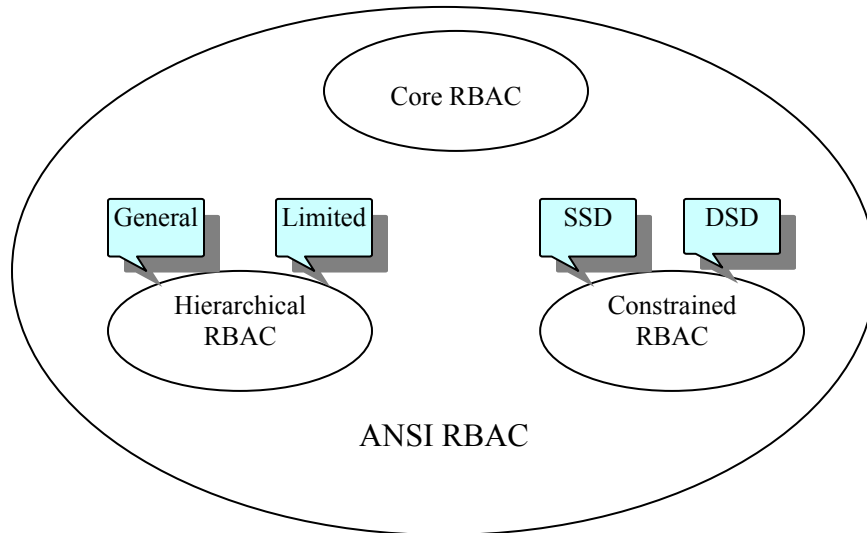 Core RBAC
General
Limited
SSD
DSD
Hierarchical
RBAC
Constrained
RBAC
ANSI RBAC